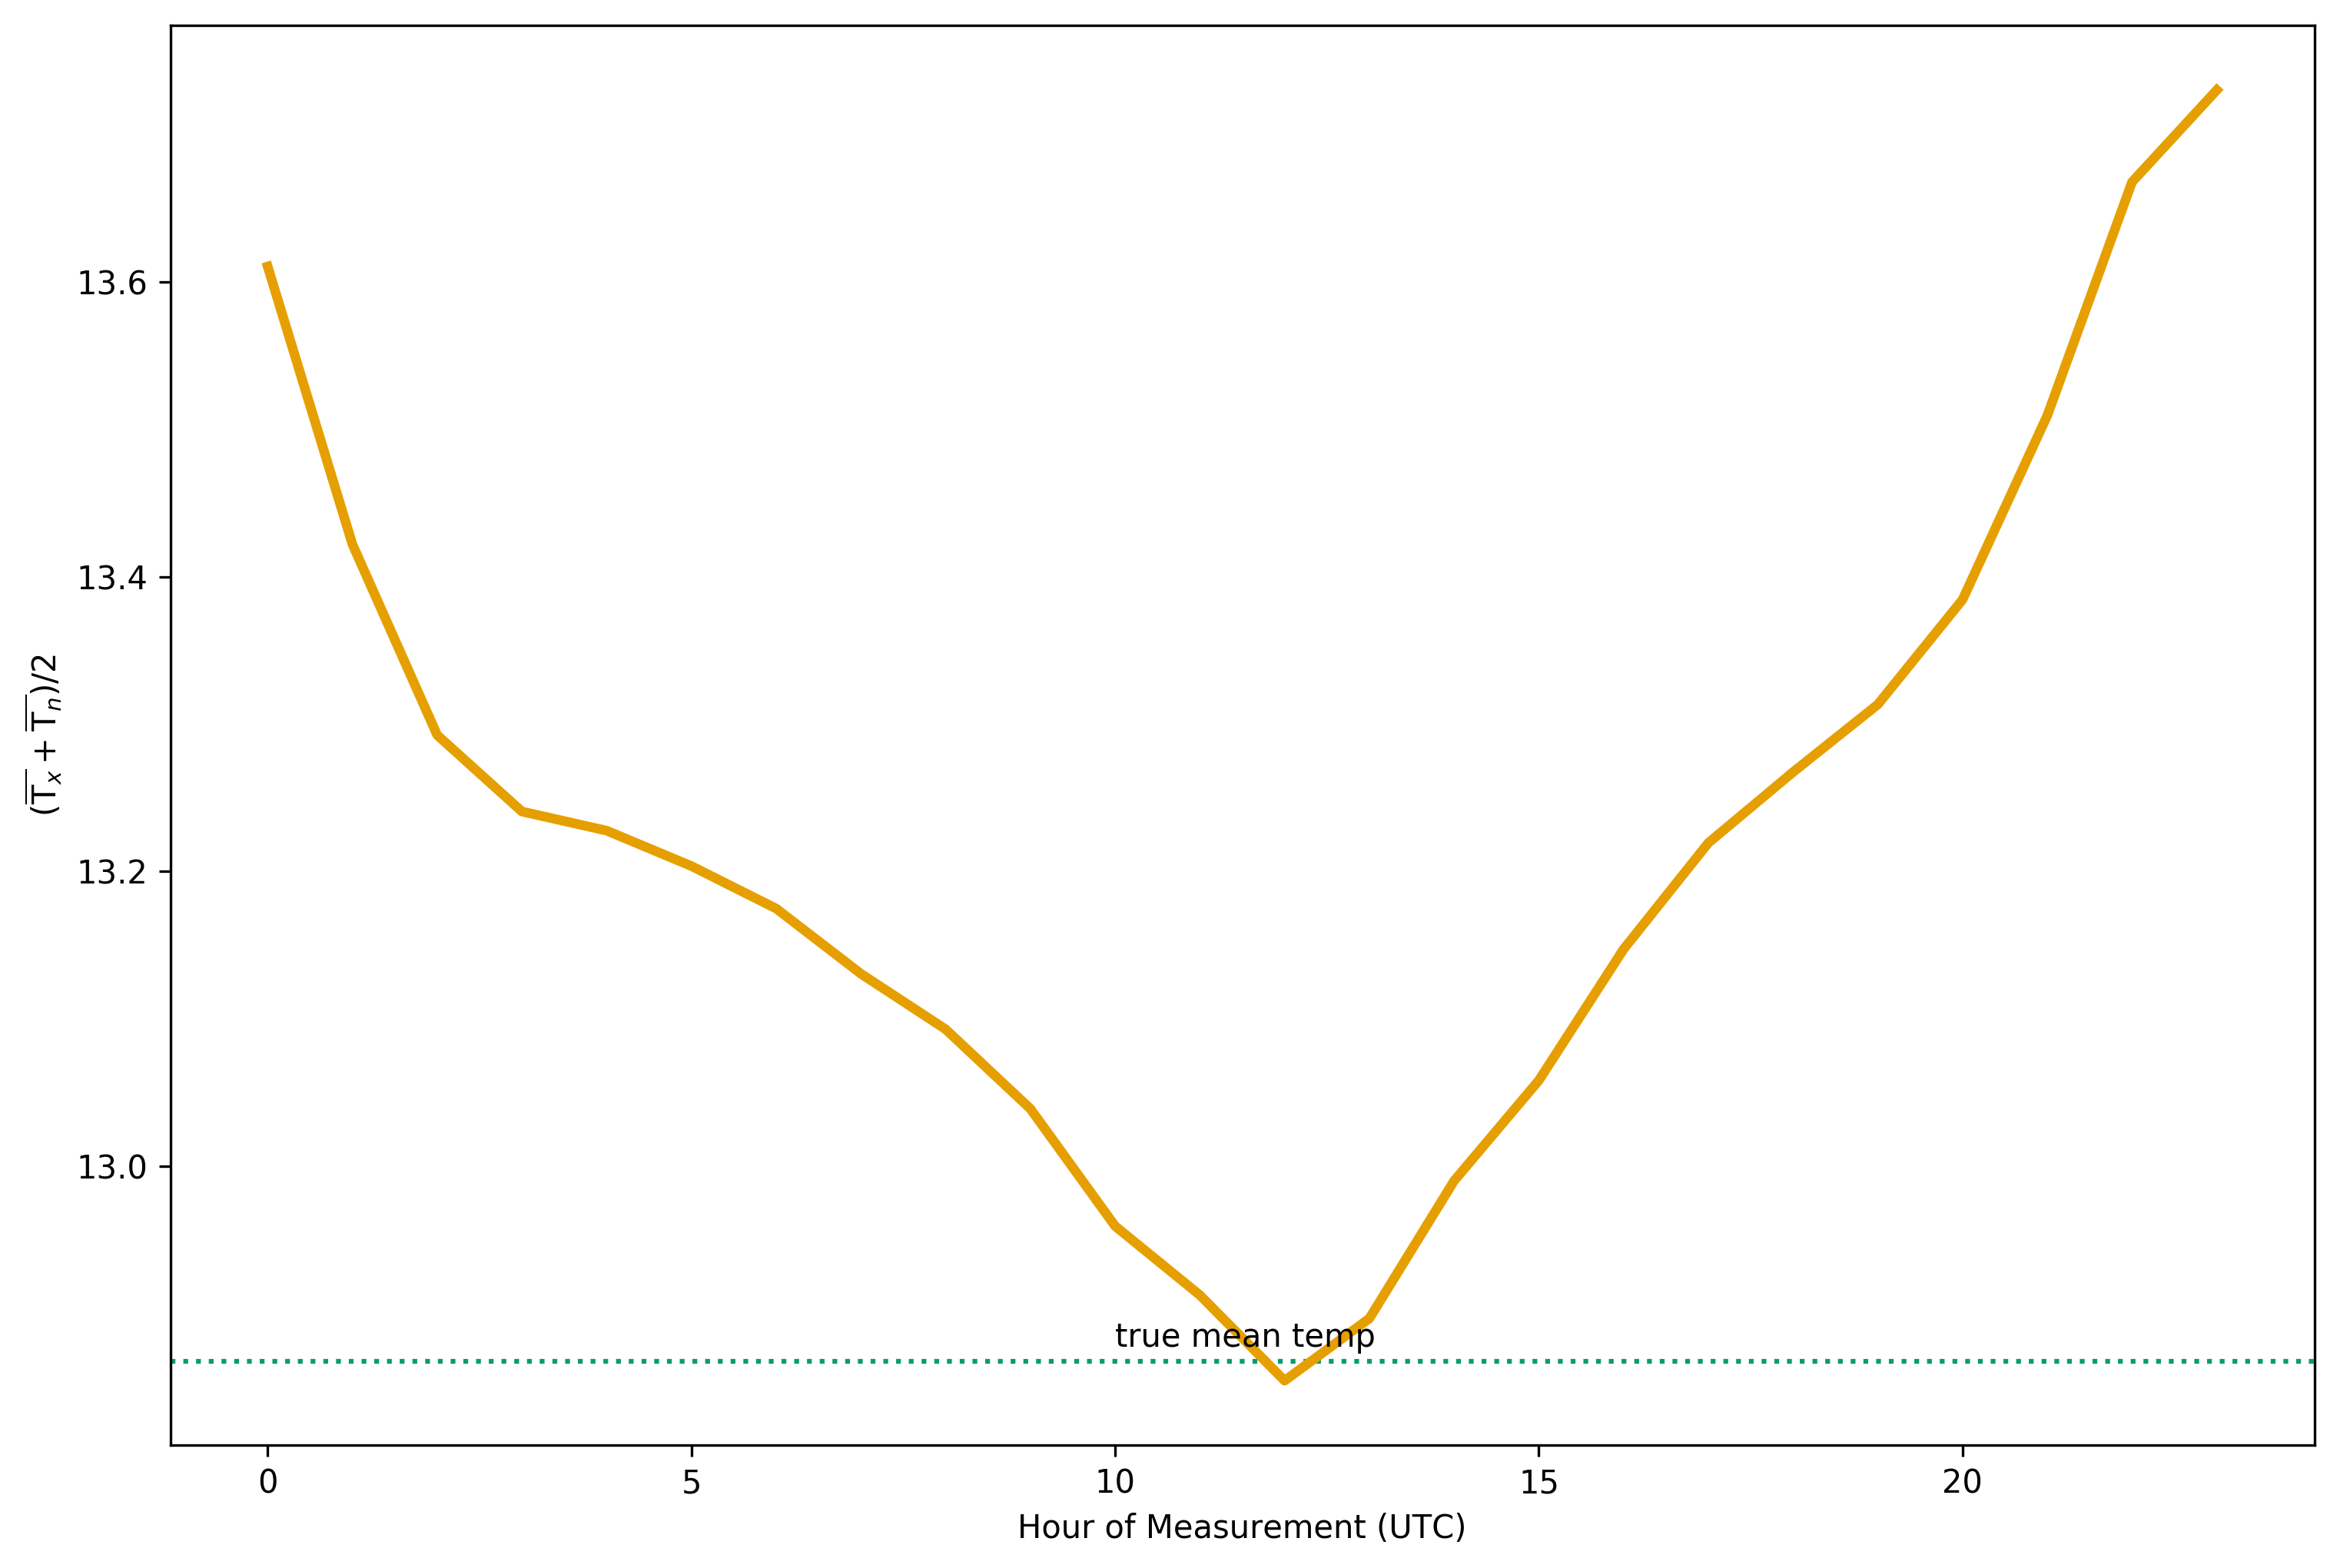 13.6
13.4
13.2
13.0
(T̅ₓ + T̅ₙ)/2
true mean temp
0 5 10 15 20
Hour of Measurement (UTC)